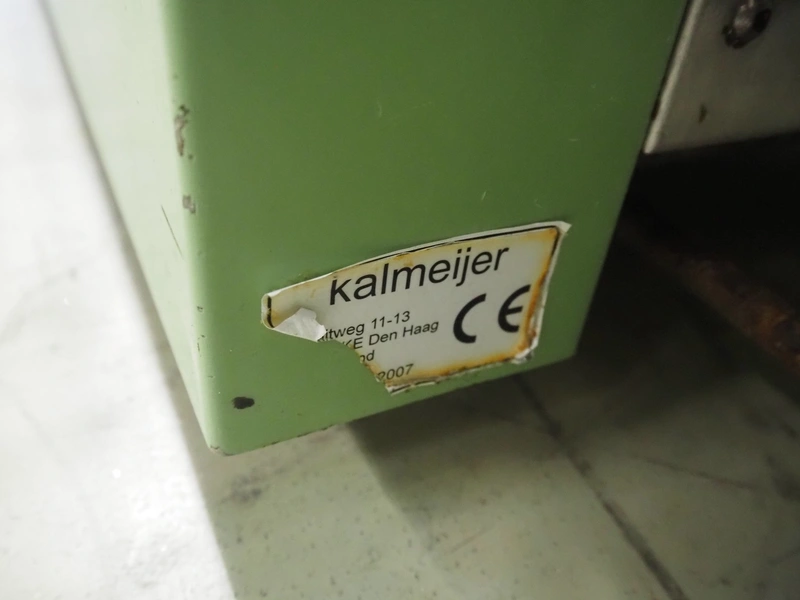 kalmeijer
itweg 11-13
KE Den Haag
nd
2007
CE